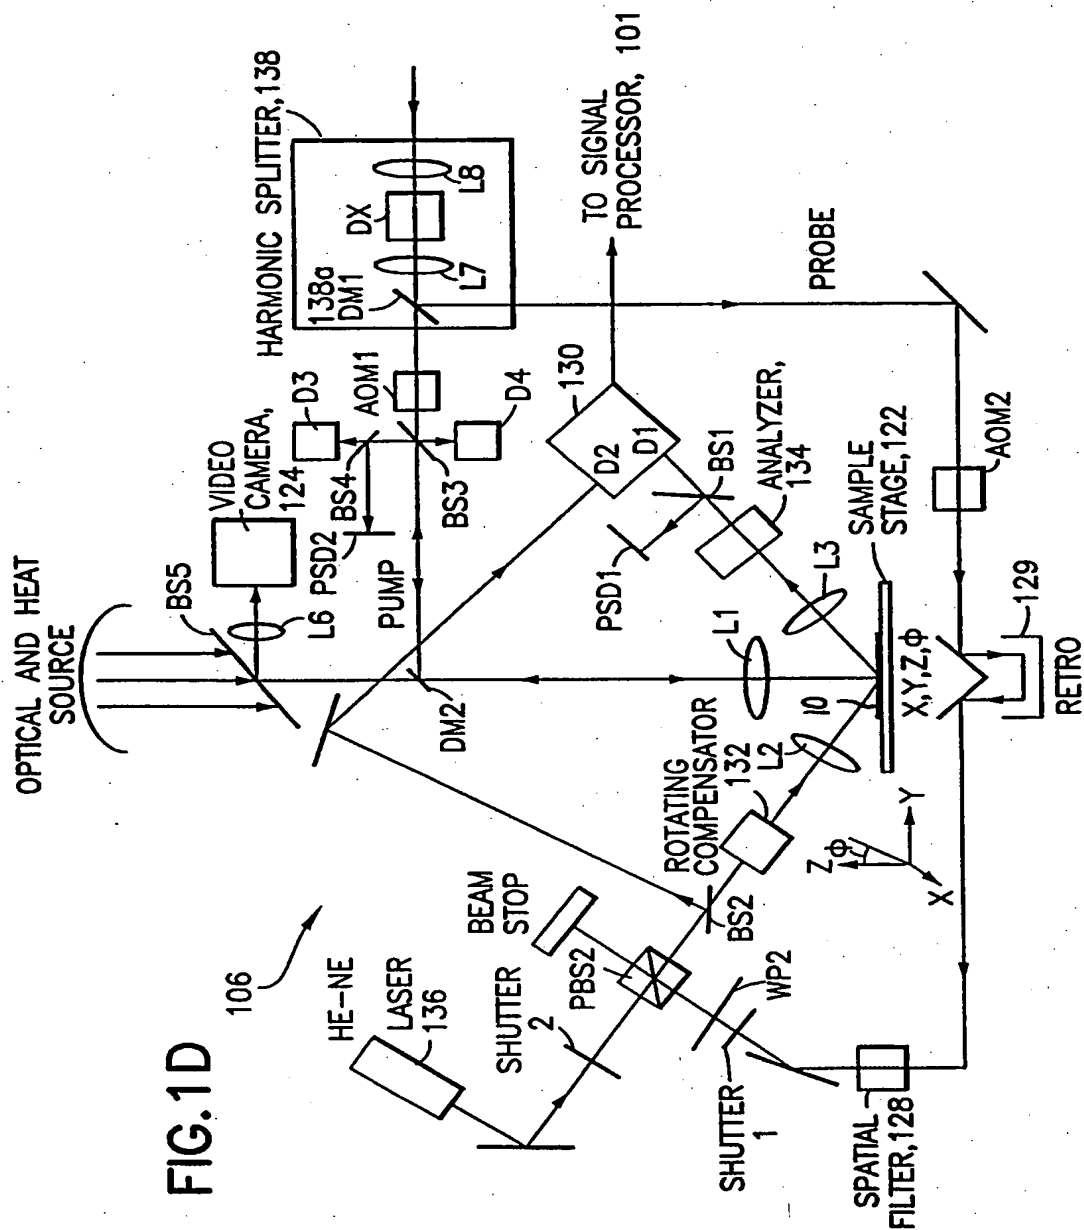 FIG.1D
106
OPTICAL AND HEAT
SOURCE
BS5
VIDEO
CAMERA,
124
L6
PSD2
BS4
D3
AOM1
HARMONIC SPLITTER,138
138a
DM1
L7
DX
L8
BS3
D4
PUMP
DM2
130
D2
D1
TO SIGNAL
PROCESSOR, 101
PROBE
HE-NE
LASER
136
SHUTTER
2
BEAM
STOP
PBS2
BS2
WP2
SHUTTER
1
SPATIAL
FILTER,128
ROTATING
COMPENSATOR
132
L2
L1
10
L3
PSD1
BS1
ANALYZER,
134
SAMPLE
STAGE,122
X,Y,Z,Φ
AOM2
129
RETRO
Z
Φ
Y
X